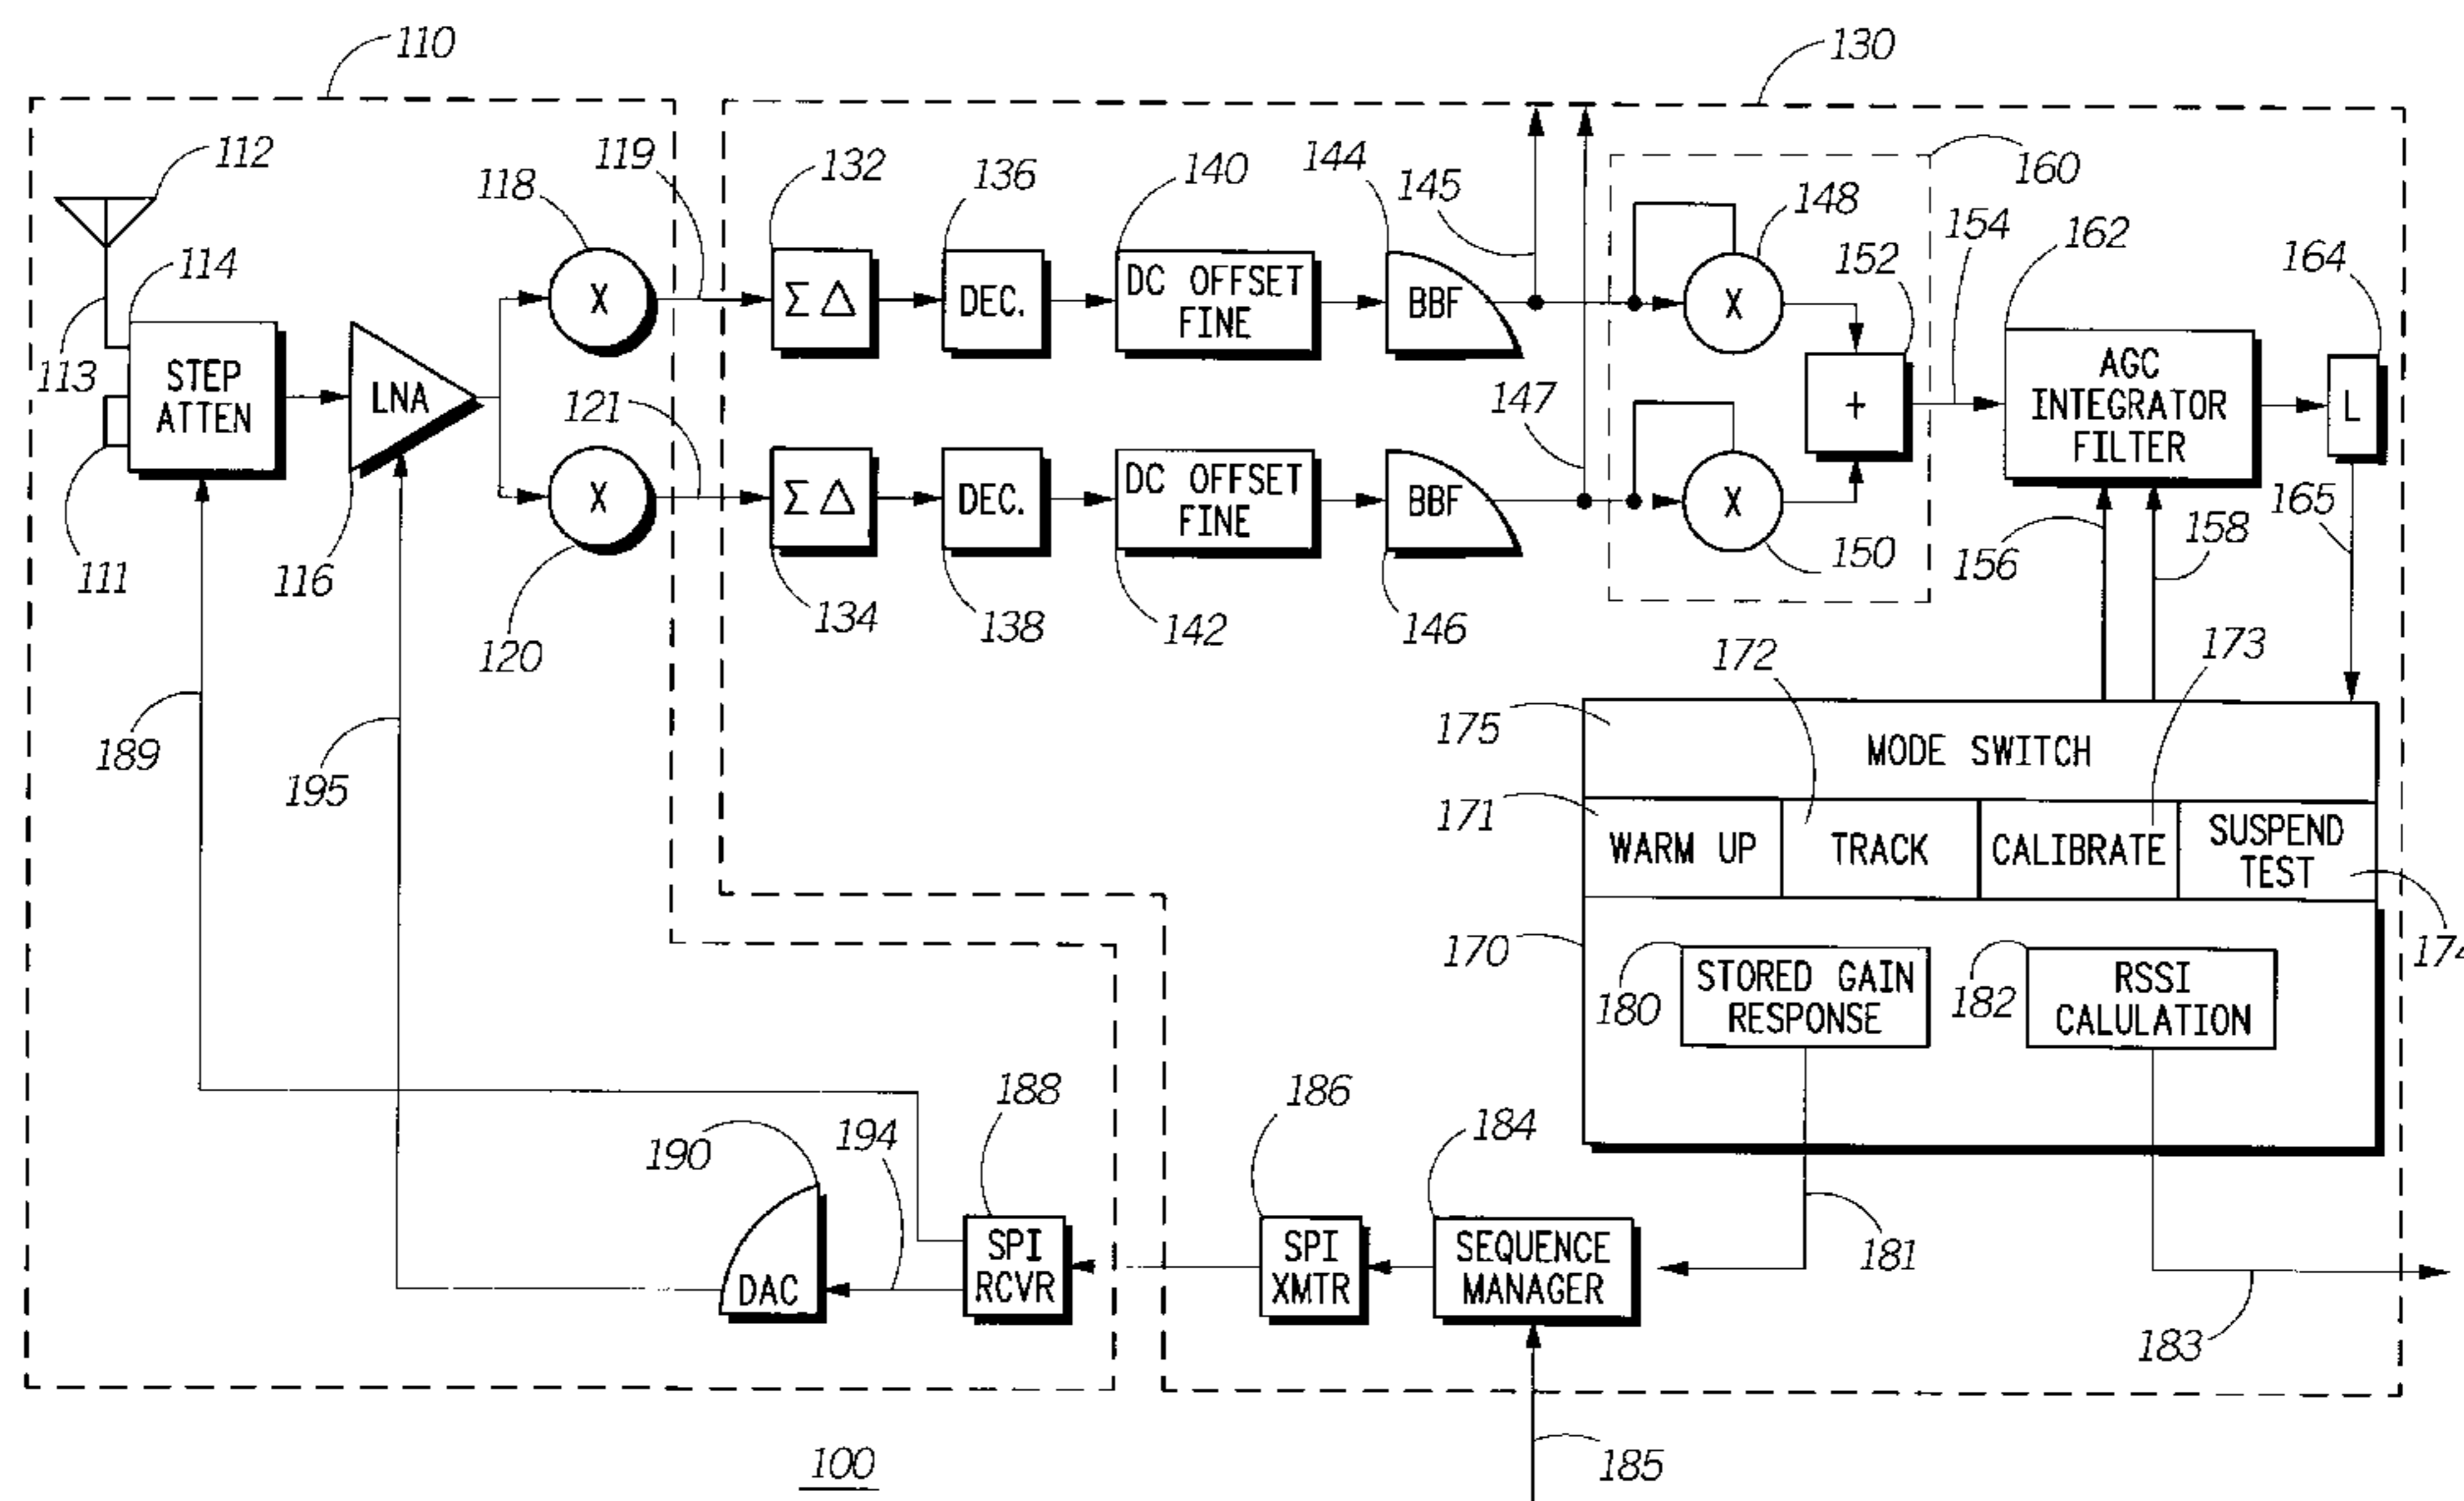 110
130
112
119
132
136
140
144
145
160
118
148
154
162
164
114
152
Σ Δ
DEC.
DC OFFSET
FINE
BBF
X
X
113
STEP
ATTEN
LNA
121
147
+
AGC
INTEGRATOR
FILTER
L
X
Σ Δ
DEC.
DC OFFSET
FINE
BBF
X
165
111
116
156
158
150
120
134
138
142
146
172
173
189
195
175
MODE SWITCH
171
WARM UP
TRACK
CALIBRATE
SUSPEND
TEST
170
174
180
STORED GAIN
RESPONSE
182
RSSI
CALULATION
190
194
188
186
184
DAC
SPI
RCVR
SPI
XMTR
SEQUENCE
MANAGER
181
183
100
185